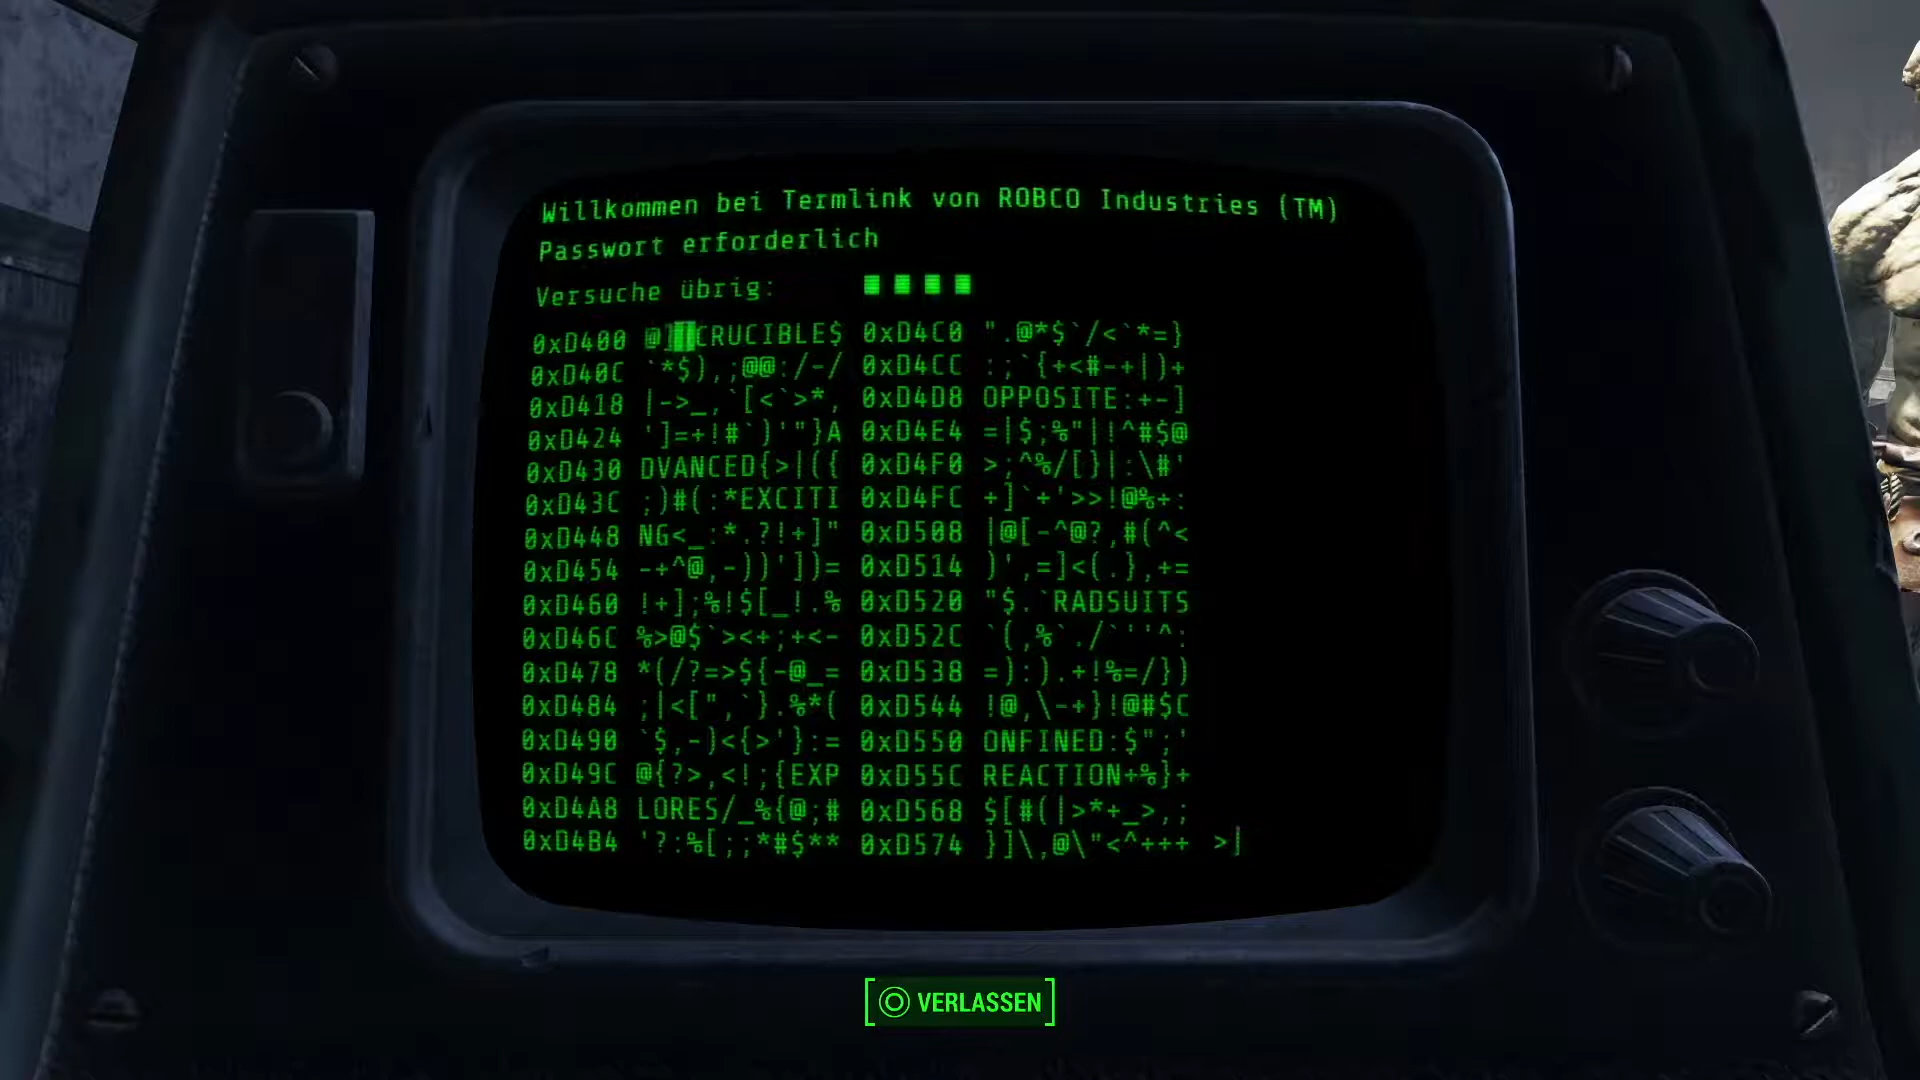 Willkommen bei Termlink von ROBCO Industries (TM)
Passwort erforderlich
Versuche übrig:
0xD400 @] CRUCIBLE$ 0xD4C0 ".@*$`/<`*=}
0xD40C `*$),;@@:/-/ 0xD4CC :;`{+<#-+|)+
0xD418 |->_,`[<`>*, 0xD4D8 OPPOSITE:+-]
0xD424 ']=+!#`)'"}A 0xD4E4 =|$;%"|!^#$@
0xD430 DVANCED{>|({ 0xD4F0 >;^%/[}|:\#'
0xD43C ;)#(:*EXCITI 0xD4FC +]`+'>>!@%+:
0xD448 NG<_:*.?!+]" 0xD508 |@[-^@?,#(^<
0xD454 -+^@,-))'])= 0xD514 )',=]<(.},+=
0xD460 !+];%!$[_!.% 0xD520 "$.`RADSUITS
0xD46C %>@$`><+;+<- 0xD52C `(,%`./`''^:
0xD478 *(/?=>${-@_= 0xD538 =):).+!%=/})
0xD484 ;|<[",`}.%*( 0xD544 !@,\-+}!@#$C
0xD490 `$,-)<{>'}:= 0xD550 ONFINED:$";'
0xD49C @{?>,<!;{EXP 0xD55C REACTION+%}+
0xD4A8 LORES/_%{@;# 0xD568 $[#(|>*+_>,;
0xD4B4 '?:%[;;*#$** 0xD574 }]\,@\"<^+++ >
VERLASSEN